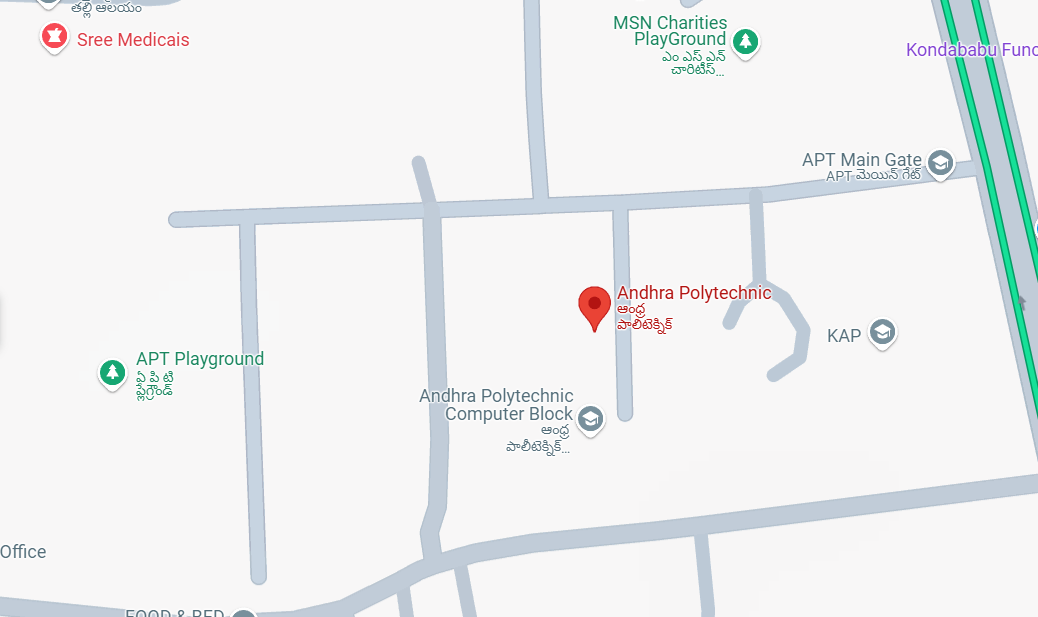 తల్లి ఆలయం
Sree Medicals
MSN Charities
PlayGround
ఎం ఎస్ ఎన్
చారిటీస్...
Kondababu Func
APT Main Gate
APT మెయిన్ గేట్
Andhra Polytechnic
ఆంధ్ర
పాలిటెక్నిక్
KAP
APT Playground
ఏ పి టి
ప్లేగ్రౌండ్
Andhra Polytechnic
Computer Block
ఆంధ్ర
పాలీటెక్నిక్...
Office
FOOD & BED